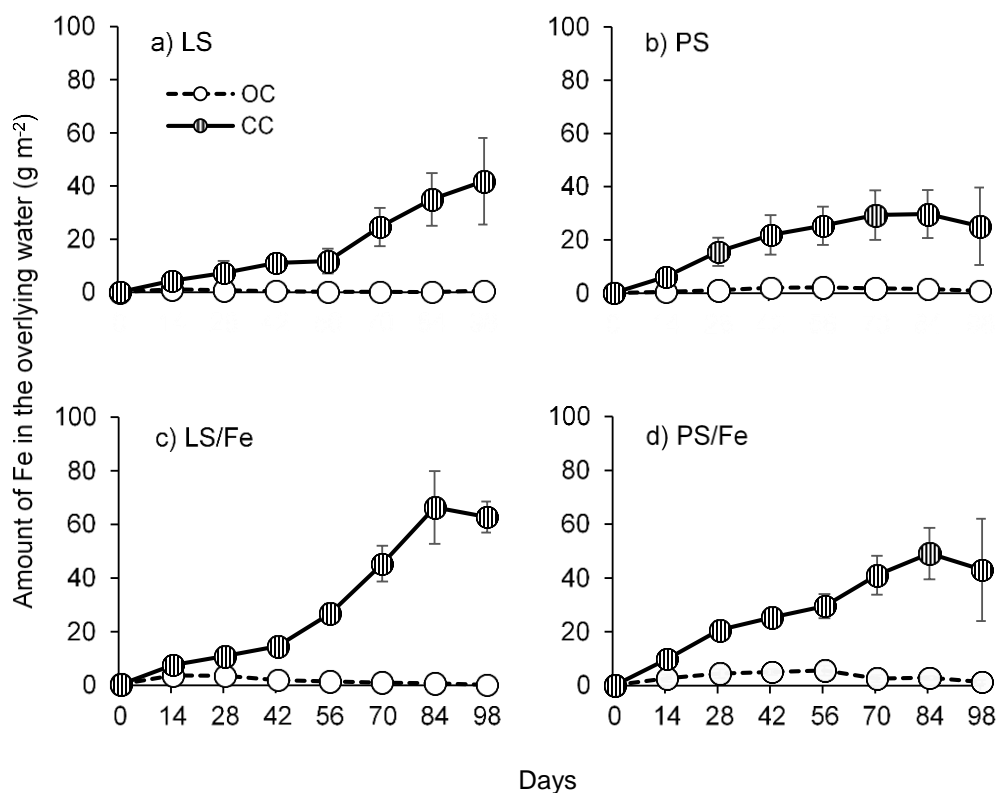 Amount of Fe in the overlying water (g m⁻²)
100
80
60
40
20
0
a) LS
OC
CC
100
80
60
40
20
0
b) PS
100
80
60
40
20
0
c) LS/Fe
0 14 28 42 56 70 84 98
100
80
60
40
20
0
d) PS/Fe
0 14 28 42 56 70 84 98
Days